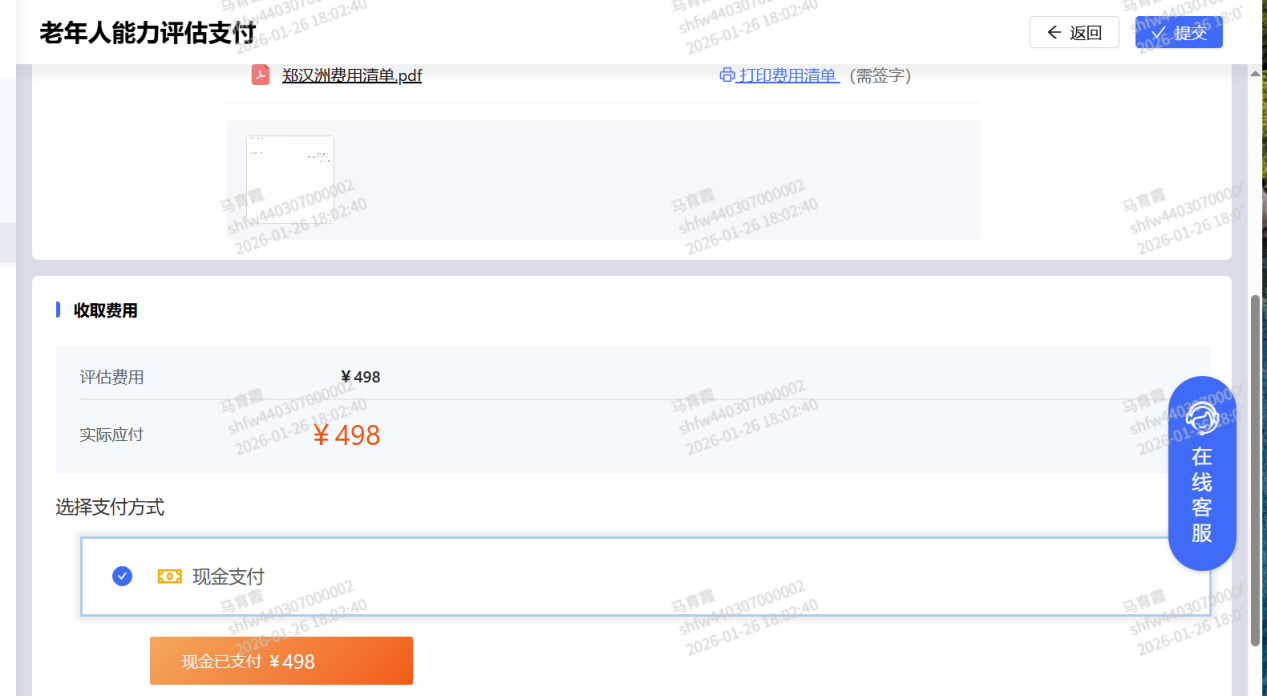 老年人能力评估支付
返回
提交
郑汉洲费用清单.pdf
打印费用清单 (需签字)
收取费用
评估费用 ¥498
实际应付 ¥498
选择支付方式
现金支付
现金已支付 ¥498
在线客服
马育霞
shfw440307000002
2026-01-26 18:02:40